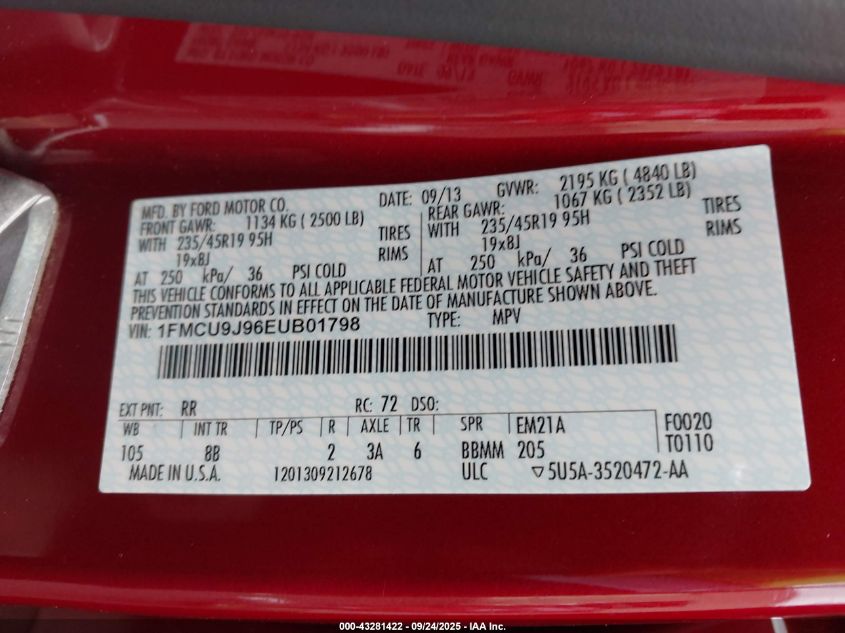 MFD. BY FORD MOTOR CO. DATE: 09/13 GVWR: 2195 KG ( 4840 LB)
FRONT GAWR: 1134 KG ( 2500 LB) REAR GAWR: 1067 KG ( 2352 LB)
WITH 235/45R19 95H TIRES WITH 235/45R19 95H TIRES
19x8J RIMS 19x8J RIMS
AT 250 kPa/ 36 PSI COLD AT 250 kPa/ 36 PSI COLD
THIS VEHICLE CONFORMS TO ALL APPLICABLE FEDERAL MOTOR VEHICLE SAFETY AND THEFT
PREVENTION STANDARDS IN EFFECT ON THE DATE OF MANUFACTURE SHOWN ABOVE.
VIN: 1FMCU9J96EUB01798 TYPE: MPV
EXT PNT: RR RC: 72 DSO:
WB INT TR TP/PS R AXLE TR SPR EM21A F0020
105 8B 2 3A 6 BBMM 205 T0110
MADE IN U.S.A. 1201309212678 ULC ▽5U5A-3520472-AA
000-43281422 - 09/24/2025 - IAA Inc.